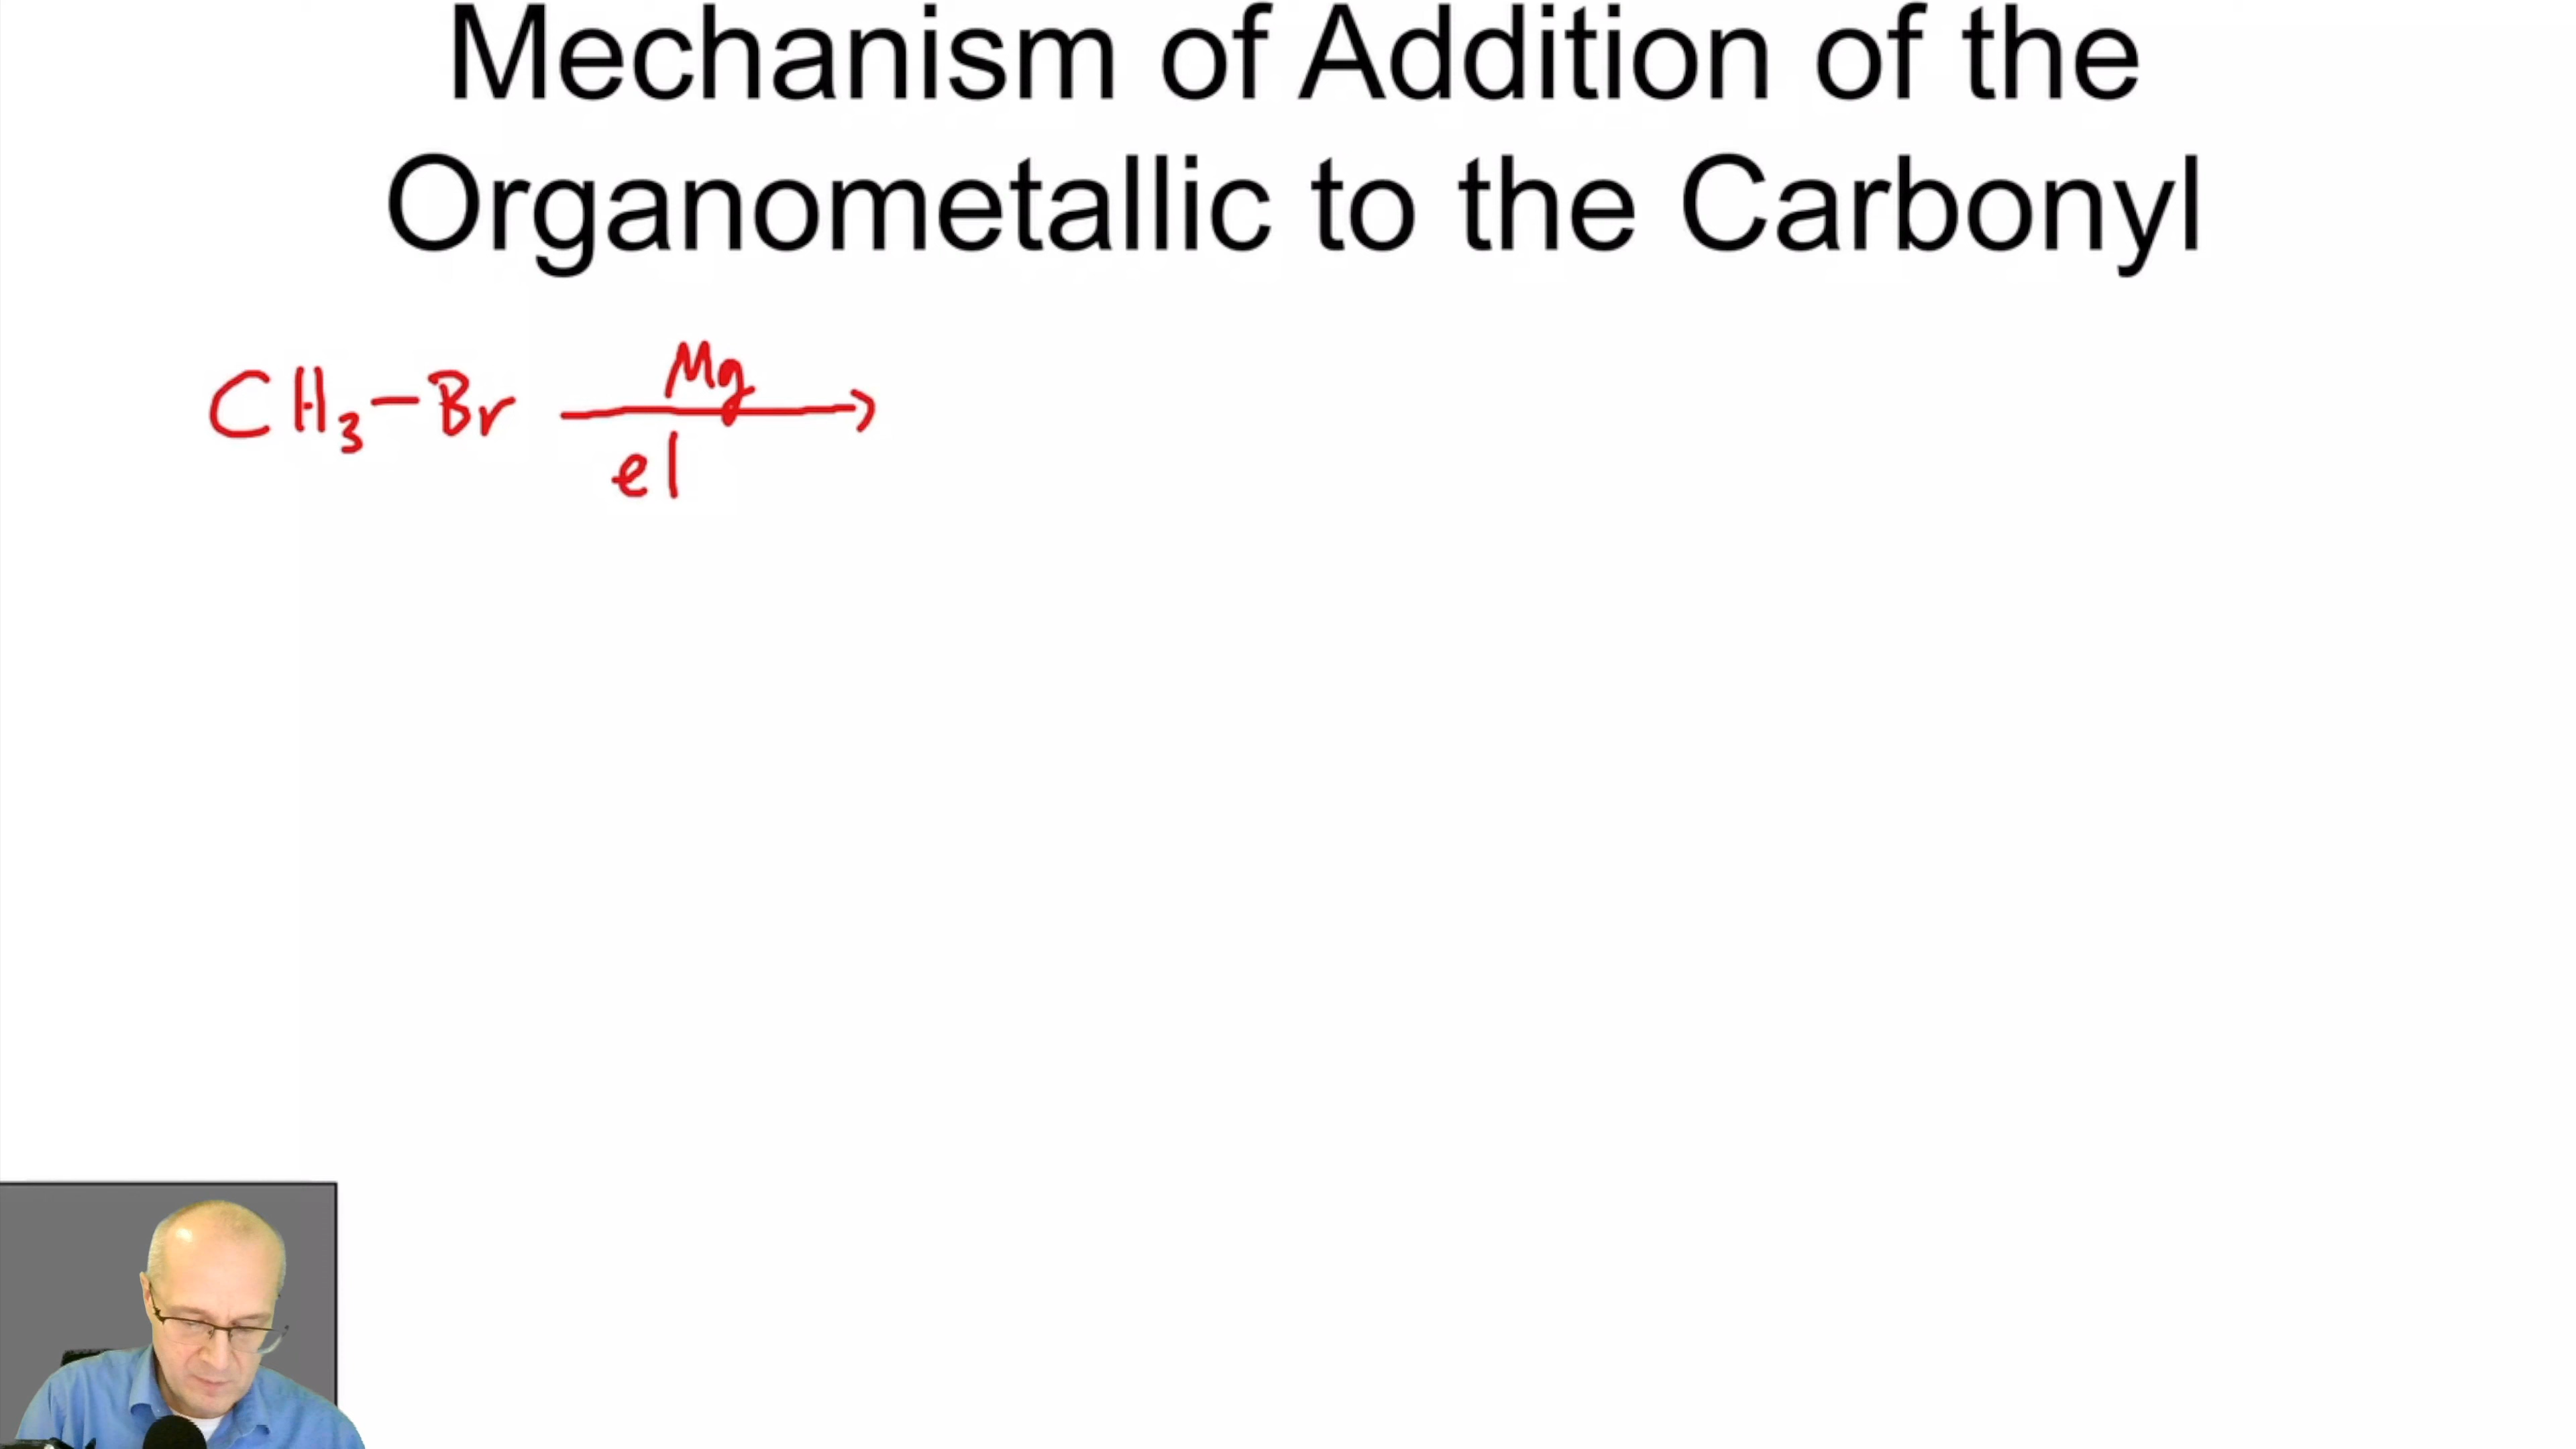 Mechanism of Addition of the
Organometallic to the Carbonyl
Mg
CH₃-Br
el